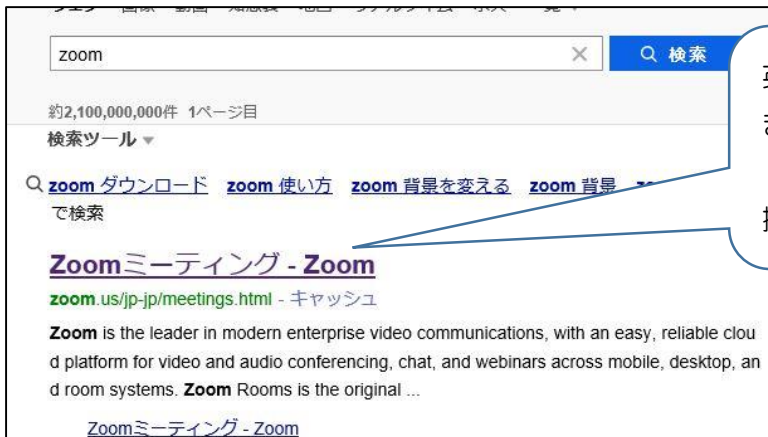 zoom
検索
約2,100,000,000件 1ページ目
検索ツール
zoom ダウンロード zoom 使い方 zoom 背景を変える zoom 背景
で検索
Zoomミーティング - Zoom
zoom.us/jp-jp/meetings.html - キャッシュ
Zoom is the leader in modern enterprise video communications, with an easy, reliable clou
d platform for video and audio conferencing, chat, and webinars across mobile, desktop, an
d room systems. Zoom Rooms is the original ...
Zoomミーティング - Zoom